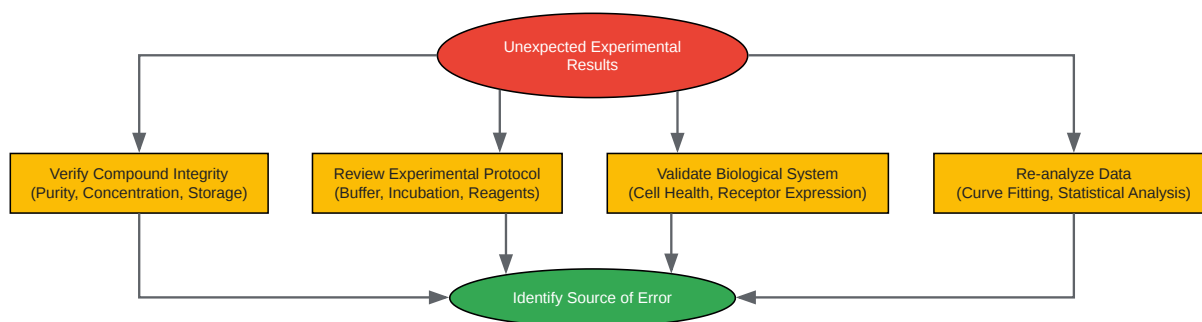 Unexpected Experimental
Results
Verify Compound Integrity
(Purity, Concentration, Storage)
Review Experimental Protocol
(Buffer, Incubation, Reagents)
Validate Biological System
(Cell Health, Receptor Expression)
Re-analyze Data
(Curve Fitting, Statistical Analysis)
Identify Source of Error